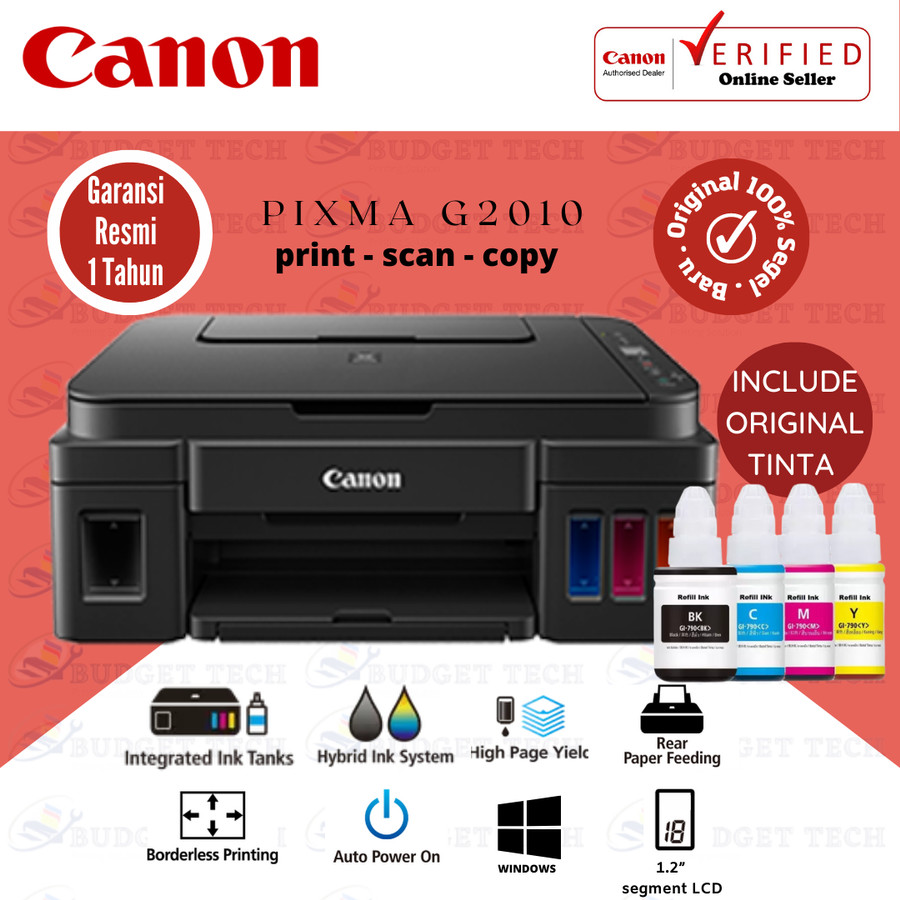 Canon
Canon
Authorised Dealer
VERIFIED
Online Seller
BUDGET TECH
Garansi
Resmi
1 Tahun
PIXMA G2010
print - scan - copy
Original 100% Segel . Baru .
INCLUDE
ORIGINAL
TINTA
Canon
Refill Ink
BK
GI-790<BK>
Refill INk
C
GI-790<C>
Refill Ink
M
GI-790<M>
Refill Ink
Y
GI-790<Y>
Integrated Ink Tanks
Hybrid Ink System
High Page Yield
Rear
Paper Feeding
Borderless Printing
Auto Power On
WINDOWS
18
1.2”
segment LCD